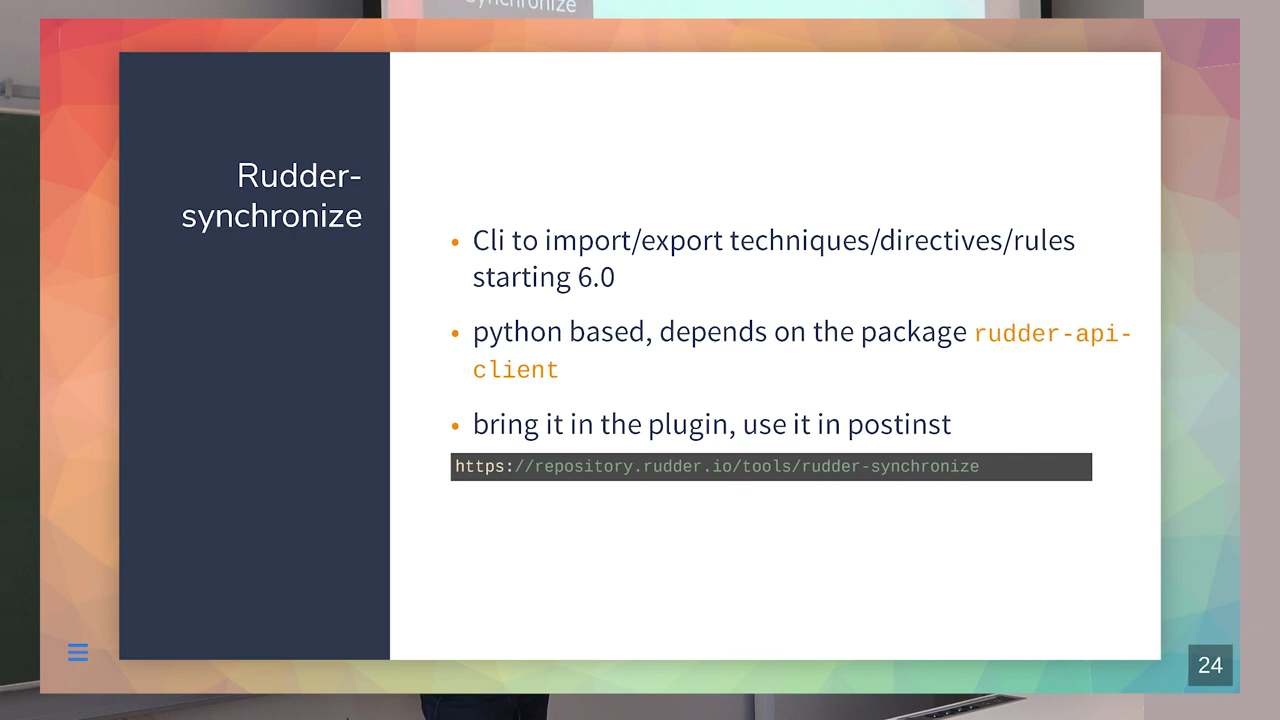 synchronize
Rudder-
synchronize
• Cli to import/export techniques/directives/rules
starting 6.0
• python based, depends on the package rudder-api-
client
• bring it in the plugin, use it in postinst
https://repository.rudder.io/tools/rudder-synchronize
24